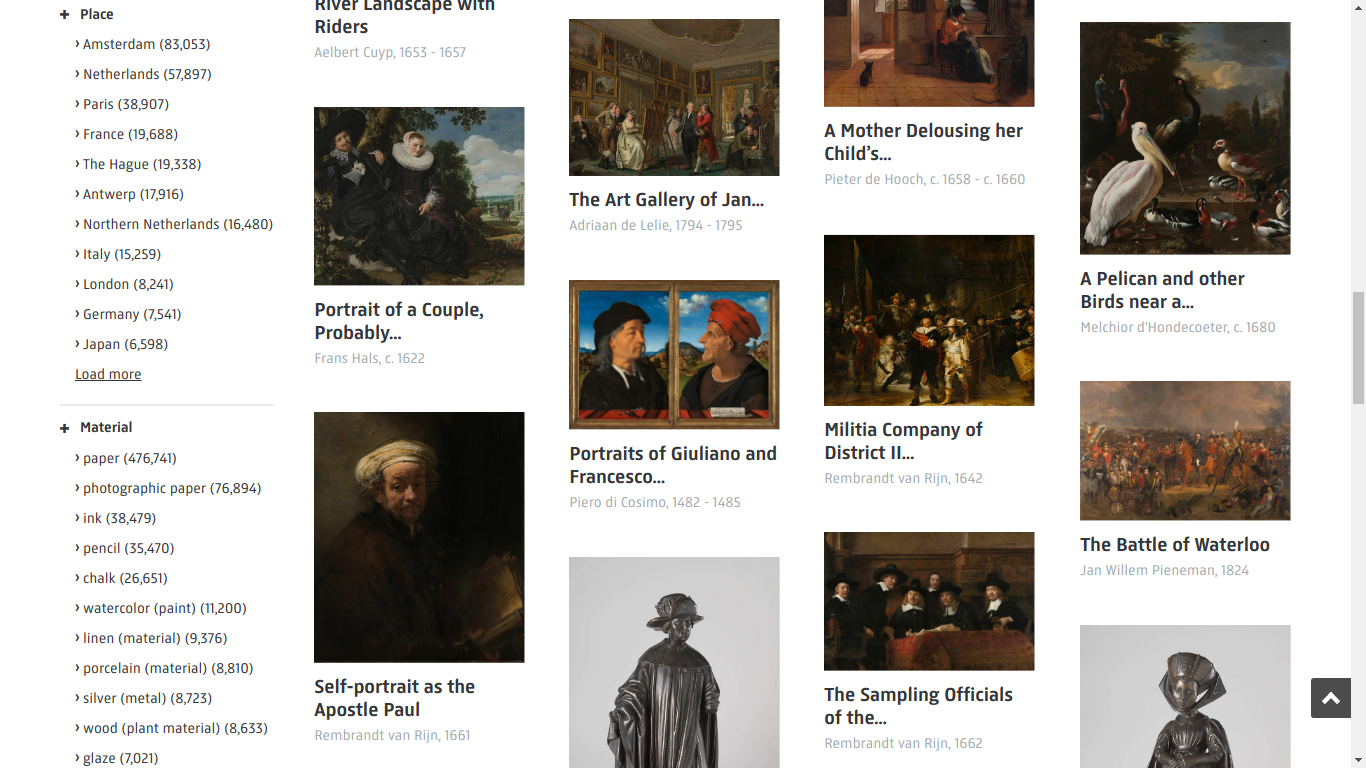 Place
Amsterdam (83,053)
Netherlands (57,897)
Paris (38,907)
France (19,688)
The Hague (19,338)
Antwerp (17,916)
Northern Netherlands (16,480)
Italy (15,259)
London (8,241)
Germany (7,541)
Japan (6,598)
Load more
Material
paper (476,741)
photographic paper (76,894)
ink (38,479)
pencil (35,470)
chalk (26,651)
watercolor (paint) (11,200)
linen (material) (9,376)
porcelain (material) (8,810)
silver (metal) (8,723)
wood (plant material) (8,633)
glaze (7,021)
River Landscape with
Riders
Aelbert Cuyp, 1653 - 1657
Portrait of a Couple,
Probably...
Frans Hals, c. 1622
Self-portrait as the
Apostle Paul
Rembrandt van Rijn, 1661
The Art Gallery of Jan...
Adriaan de Lelie, 1794 - 1795
Portraits of Giuliano and
Francesco...
Piero di Cosimo, 1482 - 1485
A Mother Delousing her
Child’s...
Pieter de Hooch, c. 1658 - c. 1660
Militia Company of
District II...
Rembrandt van Rijn, 1642
The Sampling Officials
of the...
Rembrandt van Rijn, 1662
A Pelican and other
Birds near a...
Melchior d'Hondecoeter, c. 1680
The Battle of Waterloo
Jan Willem Pieneman, 1824